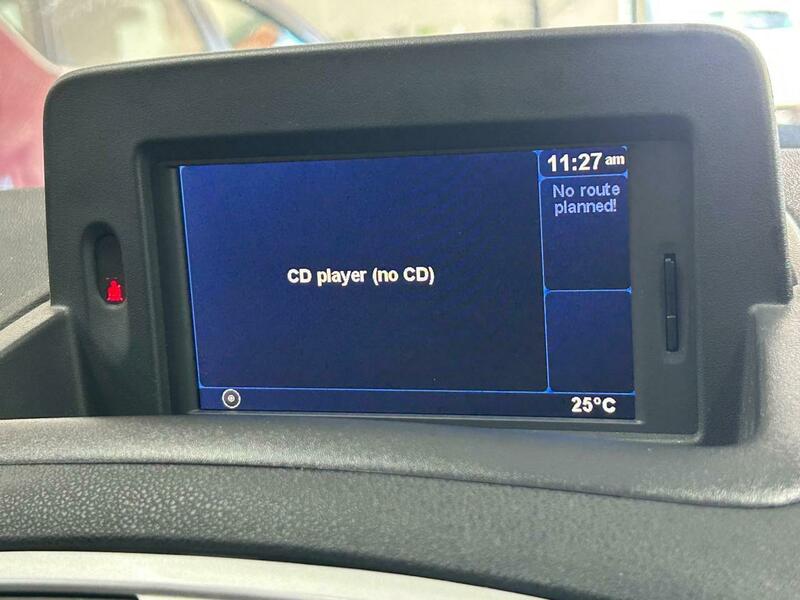 11:27 am
No route
planned!
CD player (no CD)
25°C